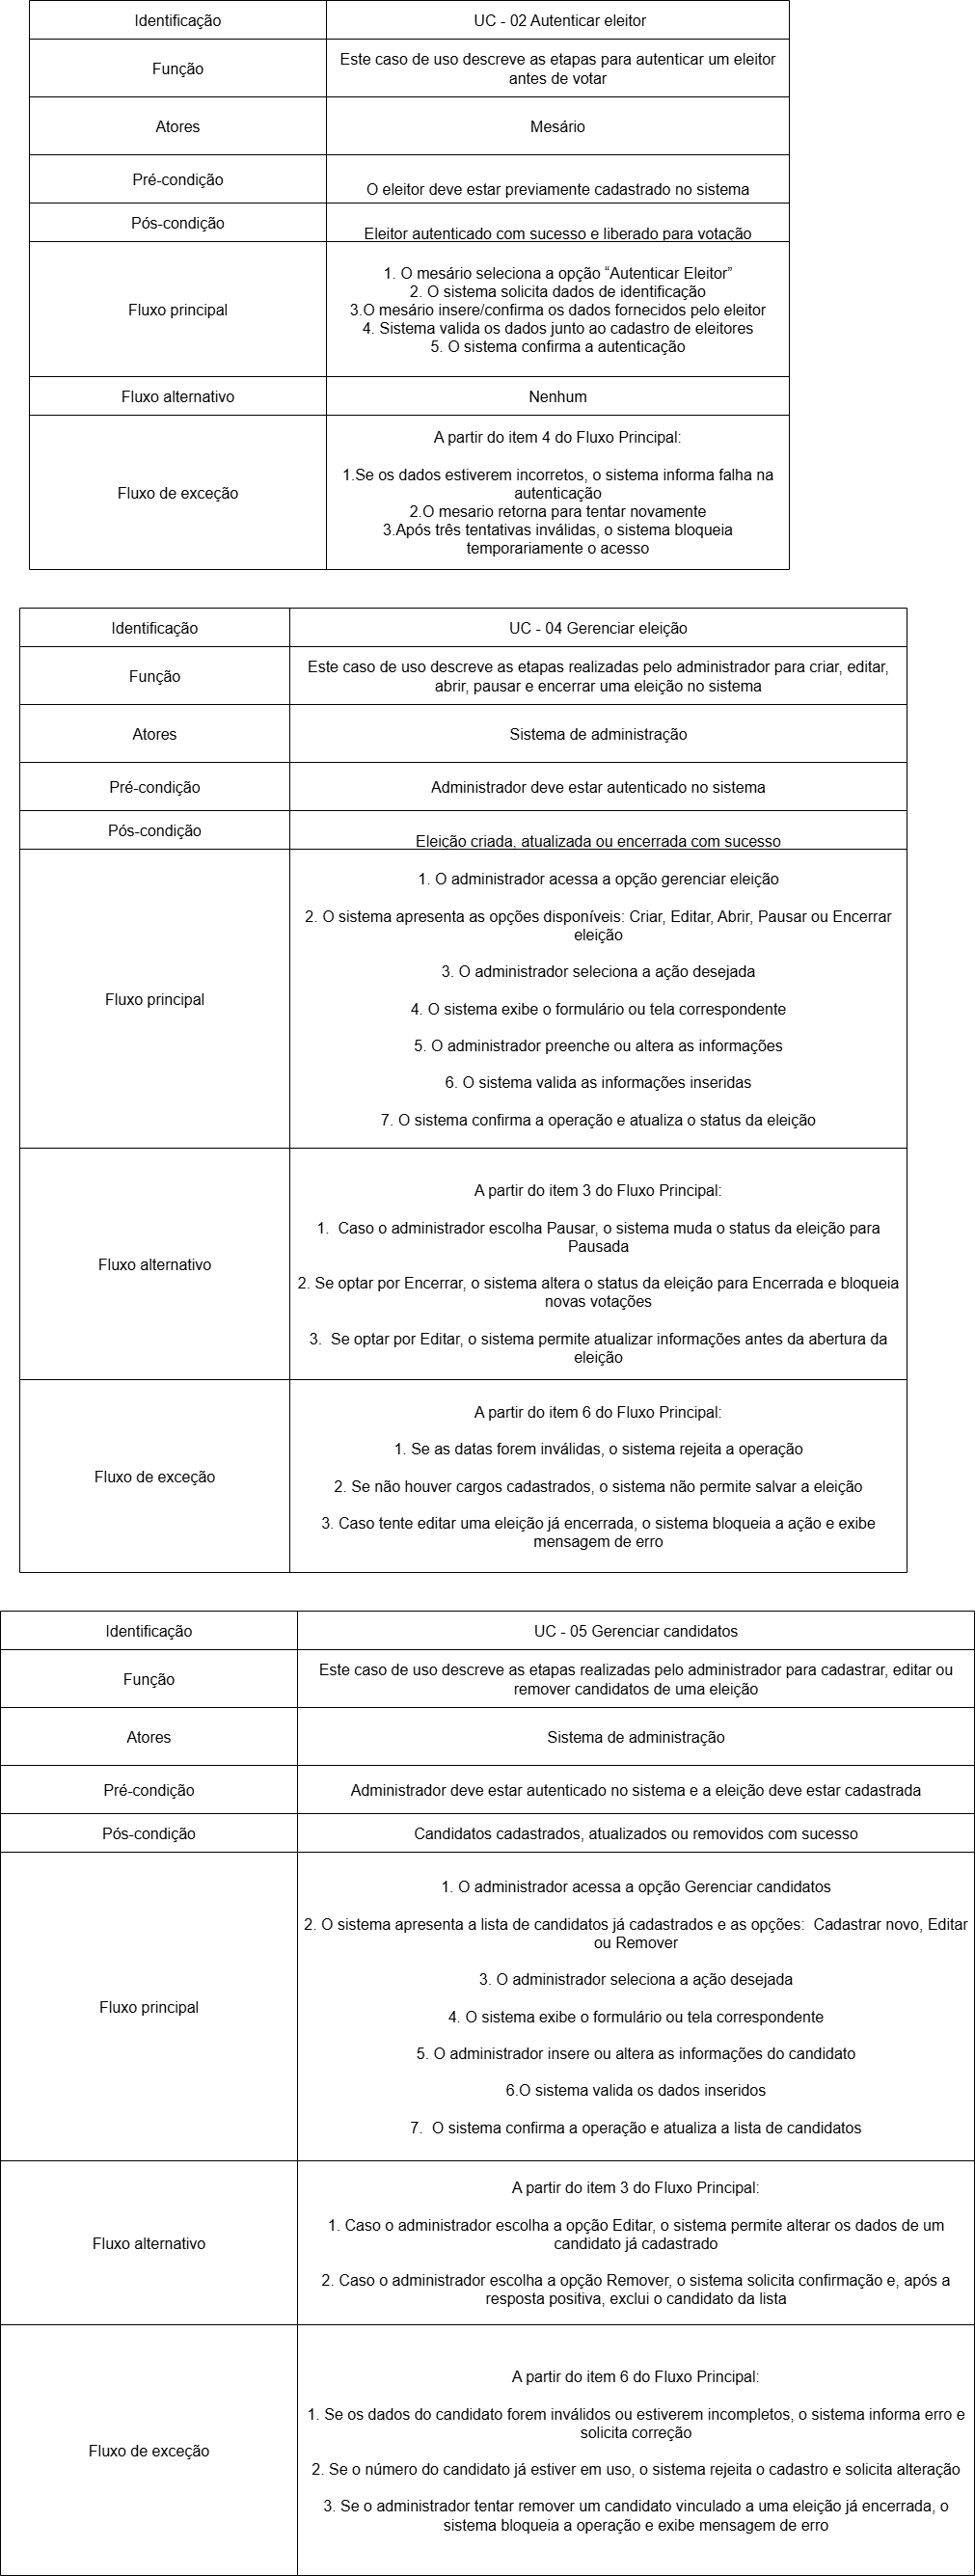 Identificação
UC - 02 Autenticar eleitor
Função
Este caso de uso descreve as etapas para autenticar um eleitor
antes de votar
Atores
Mesário
Pré-condição
O eleitor deve estar previamente cadastrado no sistema
Pós-condição
Eleitor autenticado com sucesso e liberado para votação
Fluxo principal
1. O mesário seleciona a opção “Autenticar Eleitor”
2. O sistema solicita dados de identificação
3.O mesário insere/confirma os dados fornecidos pelo eleitor
4. Sistema valida os dados junto ao cadastro de eleitores
5. O sistema confirma a autenticação
Fluxo alternativo
Nenhum
Fluxo de exceção
A partir do item 4 do Fluxo Principal:
1.Se os dados estiverem incorretos, o sistema informa falha na
autenticação
2.O mesario retorna para tentar novamente
3.Após três tentativas inválidas, o sistema bloqueia
temporariamente o acesso
Identificação
UC - 04 Gerenciar eleição
Função
Este caso de uso descreve as etapas realizadas pelo administrador para criar, editar,
abrir, pausar e encerrar uma eleição no sistema
Atores
Sistema de administração
Pré-condição
Administrador deve estar autenticado no sistema
Pós-condição
Eleição criada, atualizada ou encerrada com sucesso
Fluxo principal
1. O administrador acessa a opção gerenciar eleição
2. O sistema apresenta as opções disponíveis: Criar, Editar, Abrir, Pausar ou Encerrar
eleição
3. O administrador seleciona a ação desejada
4. O sistema exibe o formulário ou tela correspondente
5. O administrador preenche ou altera as informações
6. O sistema valida as informações inseridas
7. O sistema confirma a operação e atualiza o status da eleição
Fluxo alternativo
A partir do item 3 do Fluxo Principal:
1.  Caso o administrador escolha Pausar, o sistema muda o status da eleição para
Pausada
2. Se optar por Encerrar, o sistema altera o status da eleição para Encerrada e bloqueia
novas votações
3.  Se optar por Editar, o sistema permite atualizar informações antes da abertura da
eleição
Fluxo de exceção
A partir do item 6 do Fluxo Principal:
1. Se as datas forem inválidas, o sistema rejeita a operação
2. Se não houver cargos cadastrados, o sistema não permite salvar a eleição
3. Caso tente editar uma eleição já encerrada, o sistema bloqueia a ação e exibe
mensagem de erro
Identificação
UC - 05 Gerenciar candidatos
Função
Este caso de uso descreve as etapas realizadas pelo administrador para cadastrar, editar ou
remover candidatos de uma eleição
Atores
Sistema de administração
Pré-condição
Administrador deve estar autenticado no sistema e a eleição deve estar cadastrada
Pós-condição
Candidatos cadastrados, atualizados ou removidos com sucesso
Fluxo principal
1. O administrador acessa a opção Gerenciar candidatos
2. O sistema apresenta a lista de candidatos já cadastrados e as opções:  Cadastrar novo, Editar
ou Remover
3. O administrador seleciona a ação desejada
4. O sistema exibe o formulário ou tela correspondente
5. O administrador insere ou altera as informações do candidato
6.O sistema valida os dados inseridos
7.  O sistema confirma a operação e atualiza a lista de candidatos
Fluxo alternativo
A partir do item 3 do Fluxo Principal:
1. Caso o administrador escolha a opção Editar, o sistema permite alterar os dados de um
candidato já cadastrado
2. Caso o administrador escolha a opção Remover, o sistema solicita confirmação e, após a
resposta positiva, exclui o candidato da lista
Fluxo de exceção
A partir do item 6 do Fluxo Principal:
1. Se os dados do candidato forem inválidos ou estiverem incompletos, o sistema informa erro e
solicita correção
2. Se o número do candidato já estiver em uso, o sistema rejeita o cadastro e solicita alteração
3. Se o administrador tentar remover um candidato vinculado a uma eleição já encerrada, o
sistema bloqueia a operação e exibe mensagem de erro